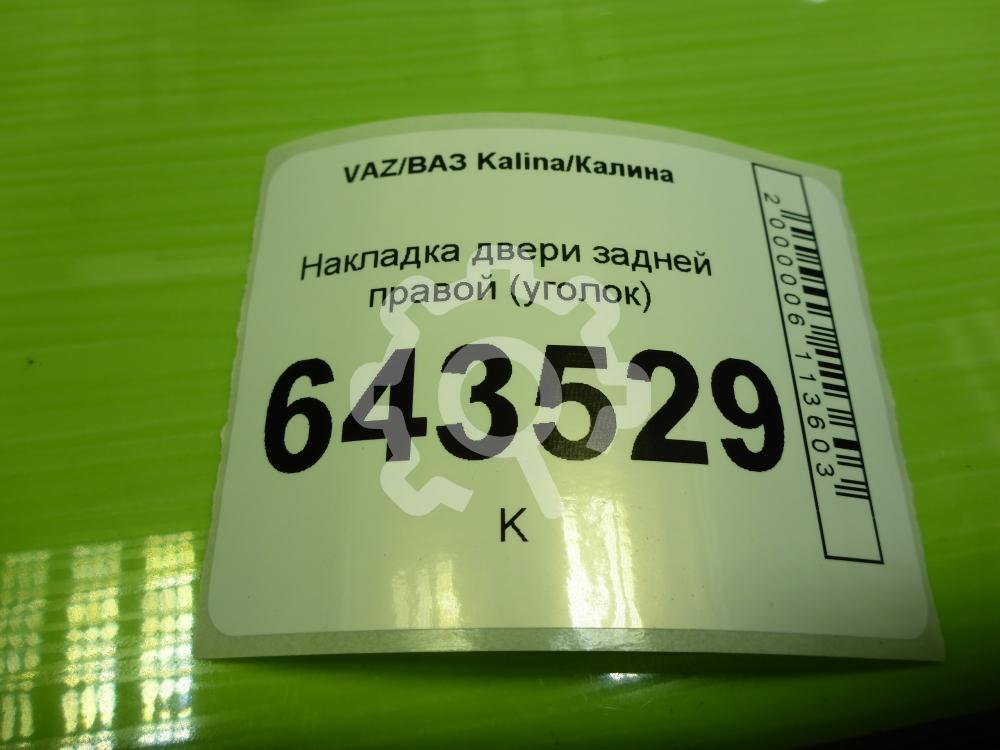 VAZ/ВАЗ Kalina/Калина
Накладка двери задней
правой (уголок)
643529
K
2000006113603